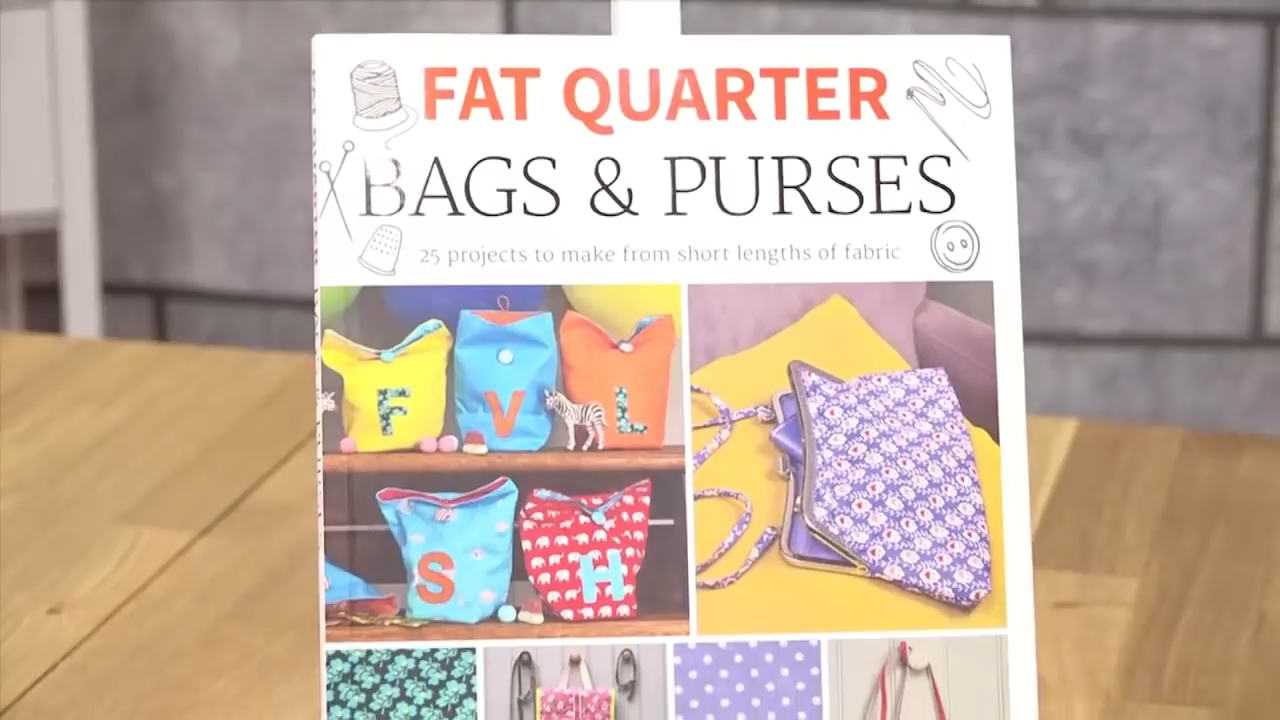 FAT QUARTER
BAGS & PURSES
25 projects to make from short lengths of fabric
F
V
L
S
H